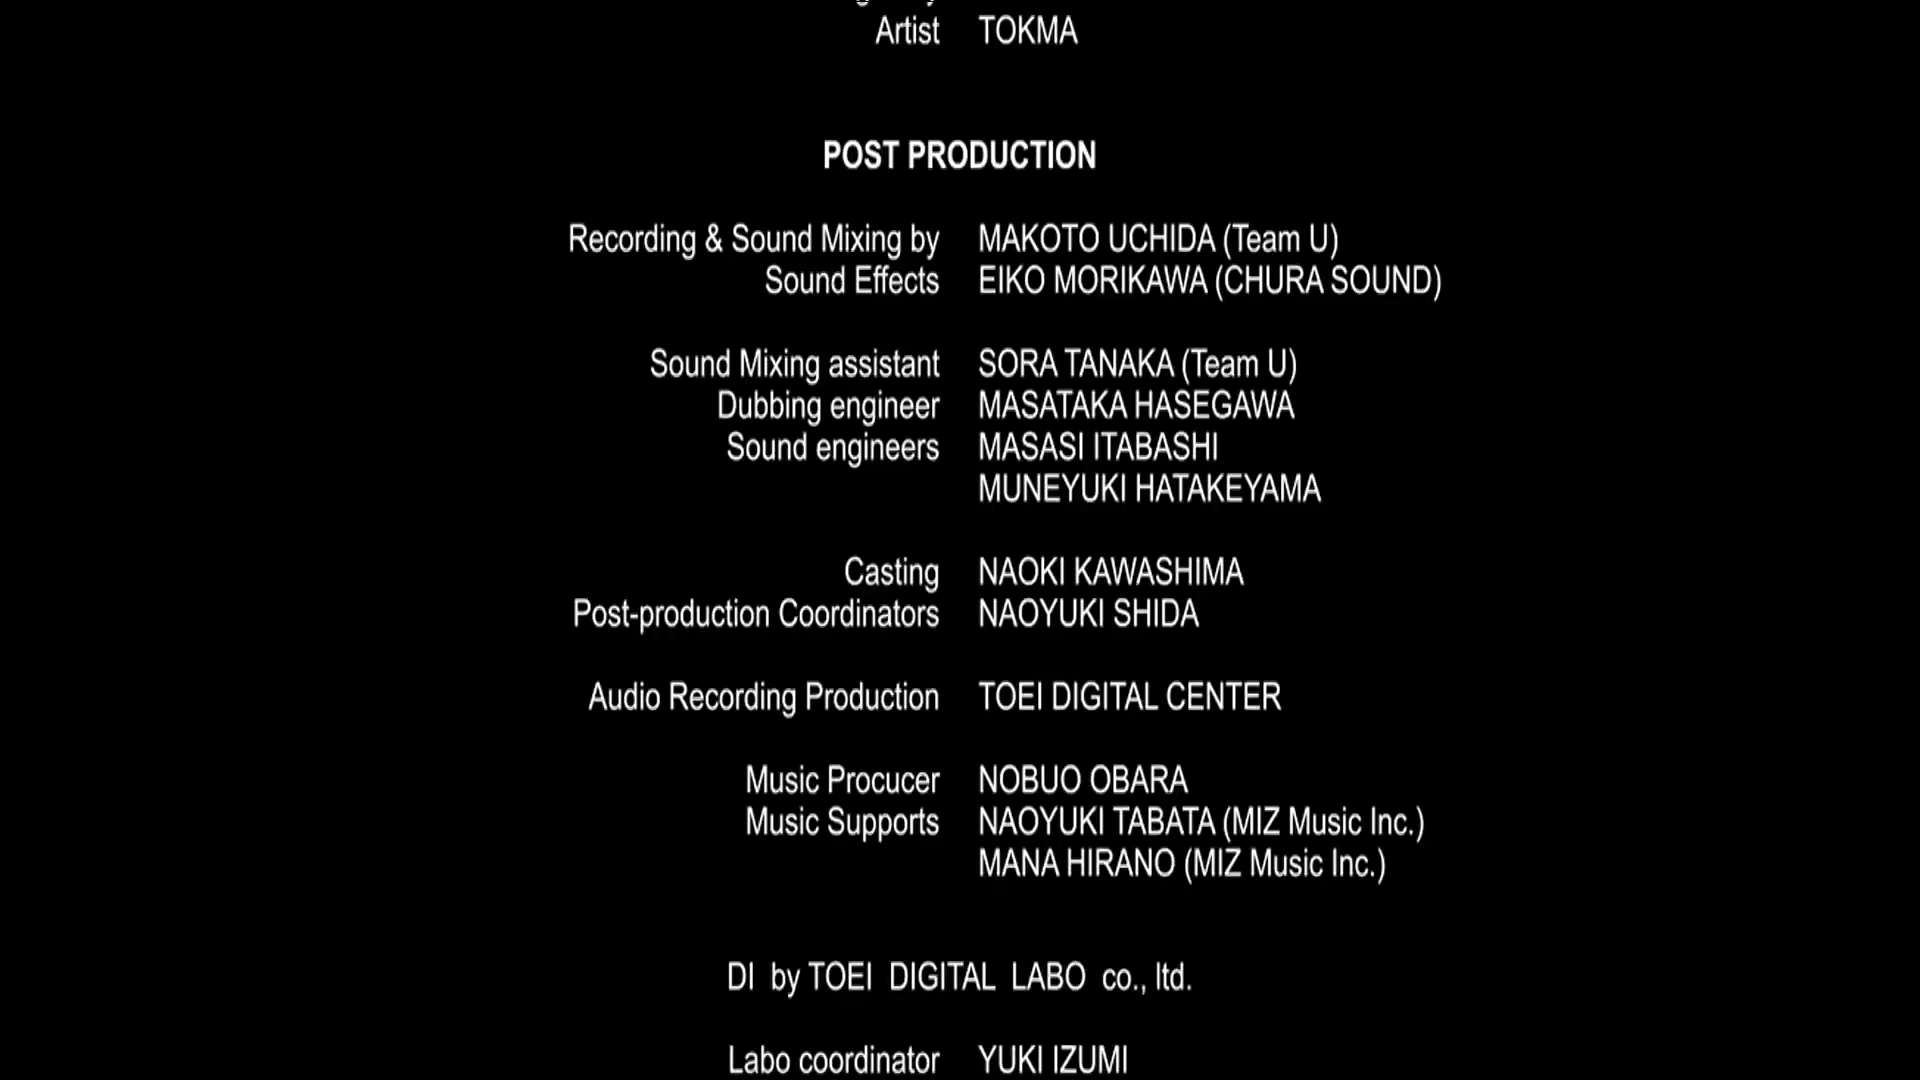 Artist TOKMA
POST PRODUCTION
Recording & Sound Mixing by MAKOTO UCHIDA (Team U)
Sound Effects EIKO MORIKAWA (CHURA SOUND)
Sound Mixing assistant SORA TANAKA (Team U)
Dubbing engineer MASATAKA HASEGAWA
Sound engineers MASASI ITABASHI
MUNEYUKI HATAKEYAMA
Casting NAOKI KAWASHIMA
Post-production Coordinators NAOYUKI SHIDA
Audio Recording Production TOEI DIGITAL CENTER
Music Procucer NOBUO OBARA
Music Supports NAOYUKI TABATA (MIZ Music Inc.)
MANA HIRANO (MIZ Music Inc.)
DI by TOEI DIGITAL LABO co., ltd.
Labo coordinator YUKI IZUMI